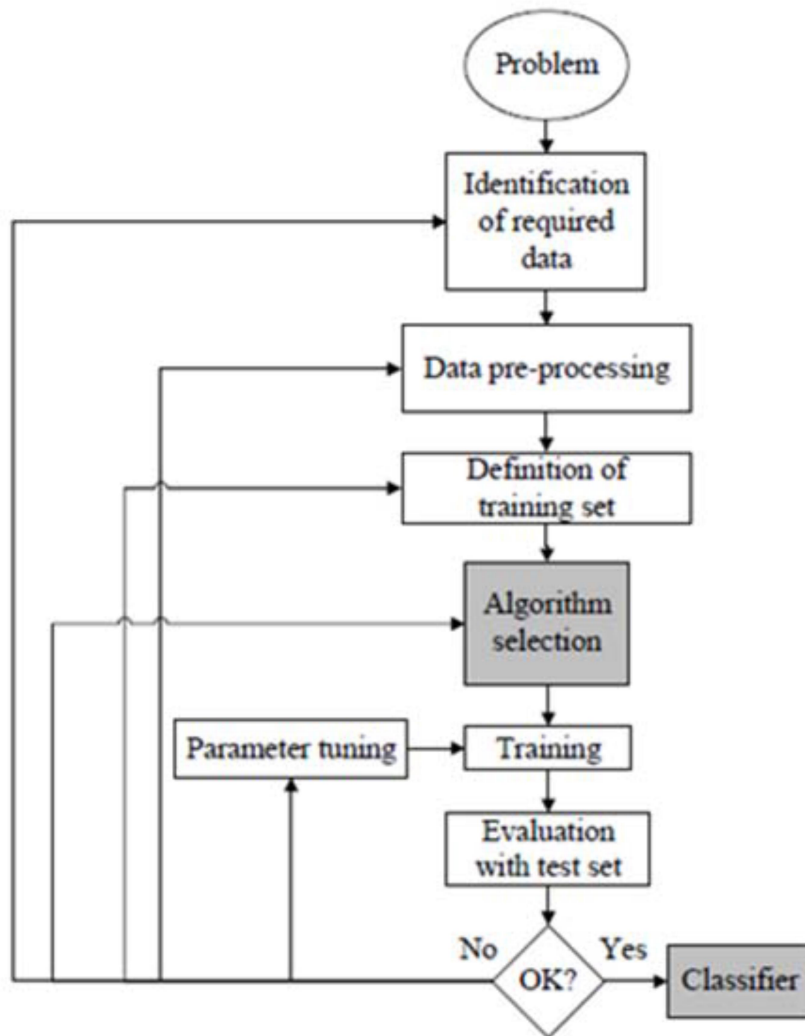 Problem
Identification
of required
data
Data pre-processing
Definition of
training set
Algorithm
selection
Parameter tuning
Training
Evaluation
with test set
No
Yes
OK?
Classifier